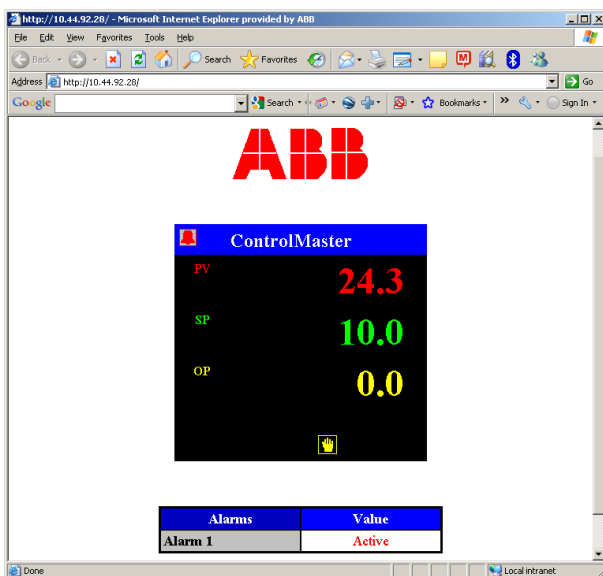 http://10.44.92.28/ - Microsoft Internet Explorer provided by ABB
File Edit View Favorites Tools Help
Back Search Favorites
Address http://10.44.92.28/ Go
Google Search Bookmarks Sign In
ABB
ControlMaster
PV 24.3
SP 10.0
OP 0.0
Alarms Value
Alarm 1 Active
Done Local intranet